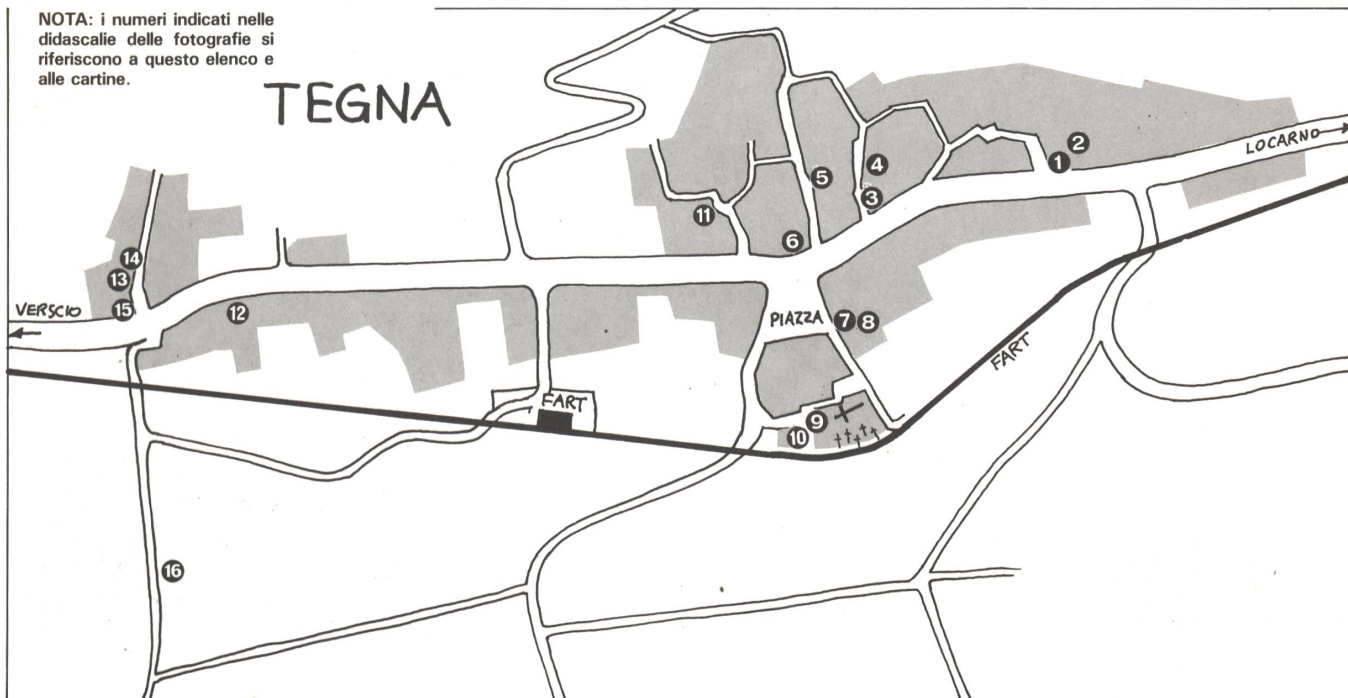 NOTA: i numeri indicati nelle
didascalie delle fotografie si
riferiscono a questo elenco e
alle cartine.
TEGNA
2
LOCARNO
1
4
5
3
11
6
14
13
VERSCIO
15
12
PIAZZA
7 8
FART
FART
9
10
16